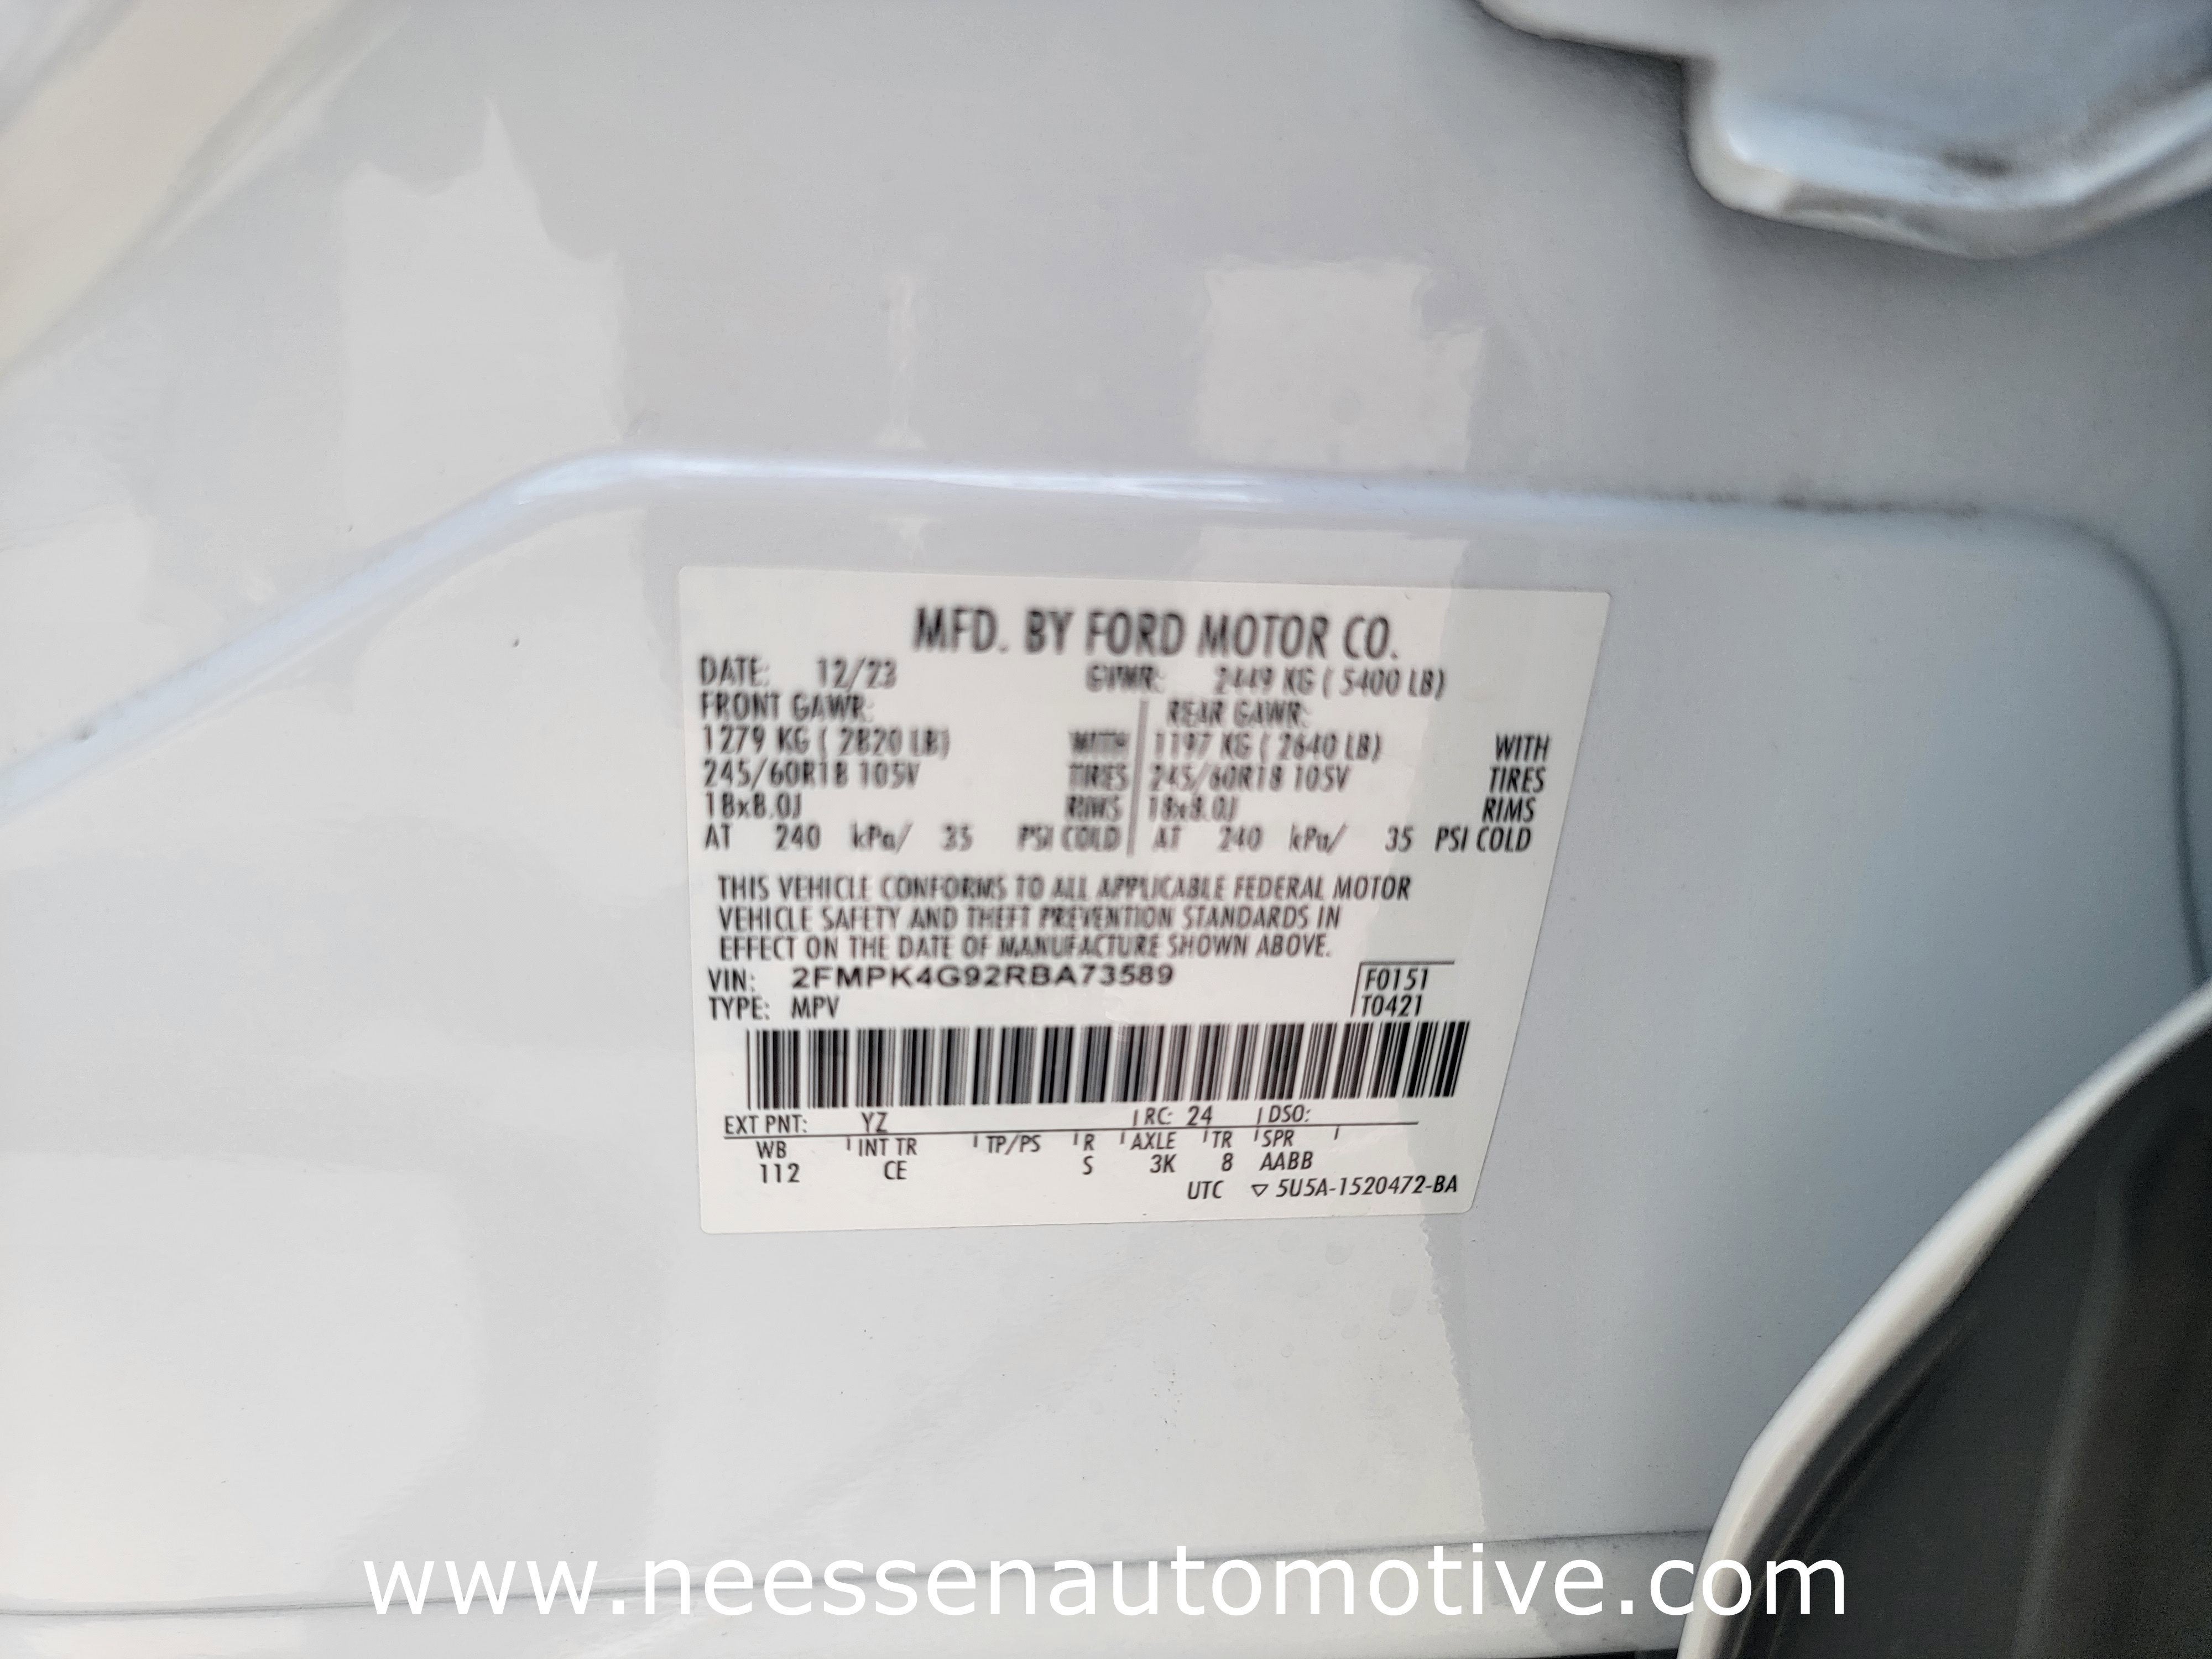 MFD. BY FORD MOTOR CO.
DATE: 12/23 GVWR: 2449 KG ( 5400 LB)
FRONT GAWR: REAR GAWR:
1279 KG ( 2820 LB) WITH 1197 KG ( 2640 LB) WITH
245/60R18 105V TIRES 245/60R18 105V TIRES
18x8.0J RIMS 18x8.0J RIMS
AT 240 kPa/ 35 PSI COLD AT 240 kPa/ 35 PSI COLD
THIS VEHICLE CONFORMS TO ALL APPLICABLE FEDERAL MOTOR
VEHICLE SAFETY AND THEFT PREVENTION STANDARDS IN
EFFECT ON THE DATE OF MANUFACTURE SHOWN ABOVE.
VIN: 2FMPK4G92RBA73589 F0151
TYPE: MPV T0421
EXT PNT: YZ RC: 24 DSO:
WB INT TR TP/PS R AXLE TR SPR
112 CE S 3K 8 AABB
UTC ▽ 5U5A-1520472-BA
www.neessenautomotive.com